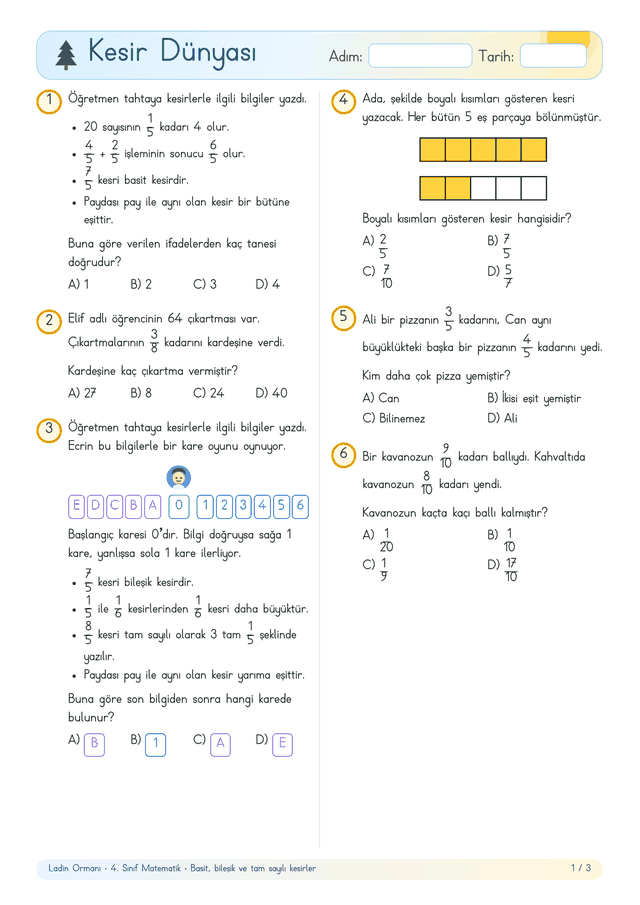 Kesir Dünyası
Adım:
Tarih:
1 Öğretmen tahtaya kesirlerle ilgili bilgiler yazdı.
• 20 sayısının 1/5 kadarı 4 olur.
• 4/5 + 2/5 işleminin sonucu 6/5 olur.
• 7/5 kesri basit kesirdir.
• Paydası pay ile aynı olan kesir bir bütüne
eşittir.
Buna göre verilen ifadelerden kaç tanesi
doğrudur?
A) 1 B) 2 C) 3 D) 4
2 Elif adlı öğrencinin 64 çıkartması var.
Çıkartmalarının 3/8 kadarını kardeşine verdi.
Kardeşine kaç çıkartma vermiştir?
A) 27 B) 8 C) 24 D) 40
3 Öğretmen tahtaya kesirlerle ilgili bilgiler yazdı.
Ecrin bu bilgilerle bir kare oyunu oynuyor.
E D C B A 0 1 2 3 4 5 6
Başlangıç karesi 0'dır. Bilgi doğruysa sağa 1
kare, yanlışsa sola 1 kare ilerliyor.
• 7/5 kesri bileşik kesirdir.
• 1/5 ile 1/6 kesirlerinden 1/6 kesri daha büyüktür.
• 8/5 kesri tam sayılı olarak 3 tam 1/5 şeklinde
yazılır.
• Paydası pay ile aynı olan kesir yarıma eşittir.
Buna göre son bilgiden sonra hangi karede
bulunur?
A) B B) 1 C) A D) E
4 Ada, şekilde boyalı kısımları gösteren kesri
yazacak. Her bütün 5 eş parçaya bölünmüştür.
Boyalı kısımları gösteren kesir hangisidir?
A) 2/5 B) 7/5
C) 7/10 D) 5/7
5 Ali bir pizzanın 3/5 kadarını, Can aynı
büyüklükteki başka bir pizzanın 4/5 kadarını yedi.
Kim daha çok pizza yemiştir?
A) Can B) İkisi eşit yemiştir
C) Bilinemez D) Ali
6 Bir kavanozun 9/10 kadarı ballıydı. Kahvaltıda
kavanozun 8/10 kadarı yendi.
Kavanozun kaçta kaçı ballı kalmıştır?
A) 1/20 B) 1/10
C) 1/9 D) 17/10
Ladin Ormanı • 4. Sınıf Matematik • Basit, bileşik ve tam sayılı kesirler
1 / 3